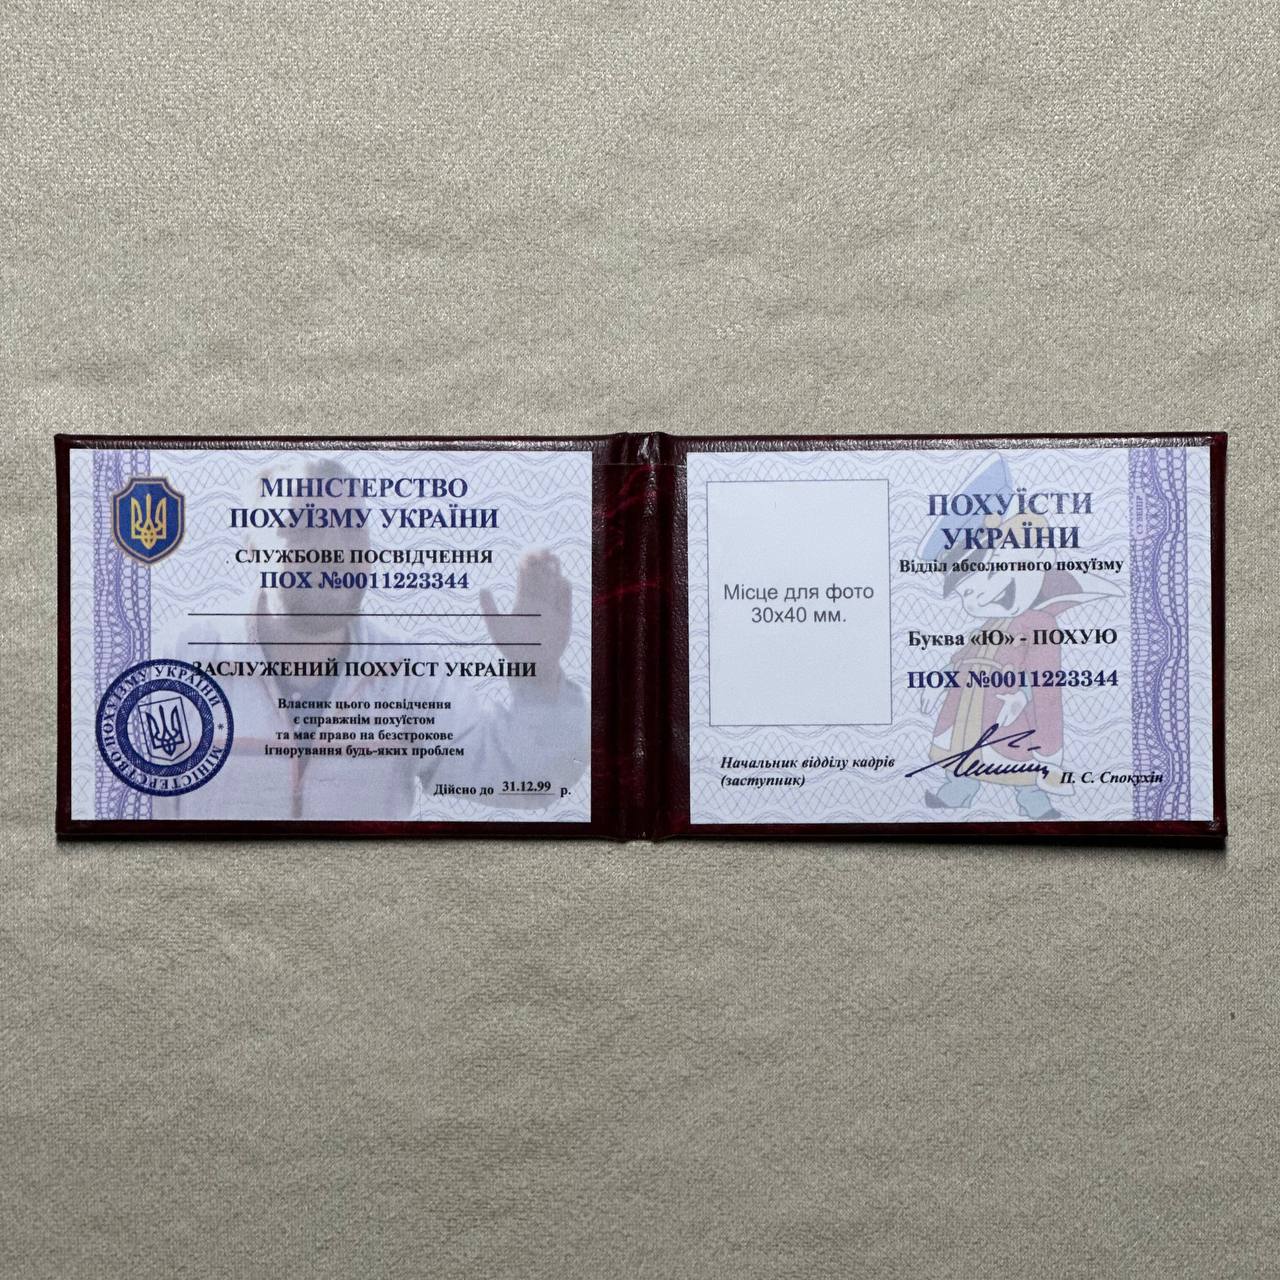 МІНІСТЕРСТВО
ПОХУЇЗМУ УКРАЇНИ
СЛУЖБОВЕ ПОСВІДЧЕННЯ
ПОХ №0011223344
ЗАСЛУЖЕНИЙ ПОХУЇСТ УКРАЇНИ
Власник цього посвідчення
є справжнім похуїстом
та має право на безстрокове
ігнорування будь-яких проблем
Дійсно до 31.12.99 р.
МІНІСТЕРСТВО ПОХУЇЗМУ УКРАЇНИ *
Місце для фото
30х40 мм.
ПОХУЇСТИ
УКРАЇНИ
Відділ абсолютного похуїзму
Буква «Ю» - ПОХУЮ
ПОХ №0011223344
Начальник відділу кадрів
(заступник)
П. С. Спокухін
СУВЕНІР